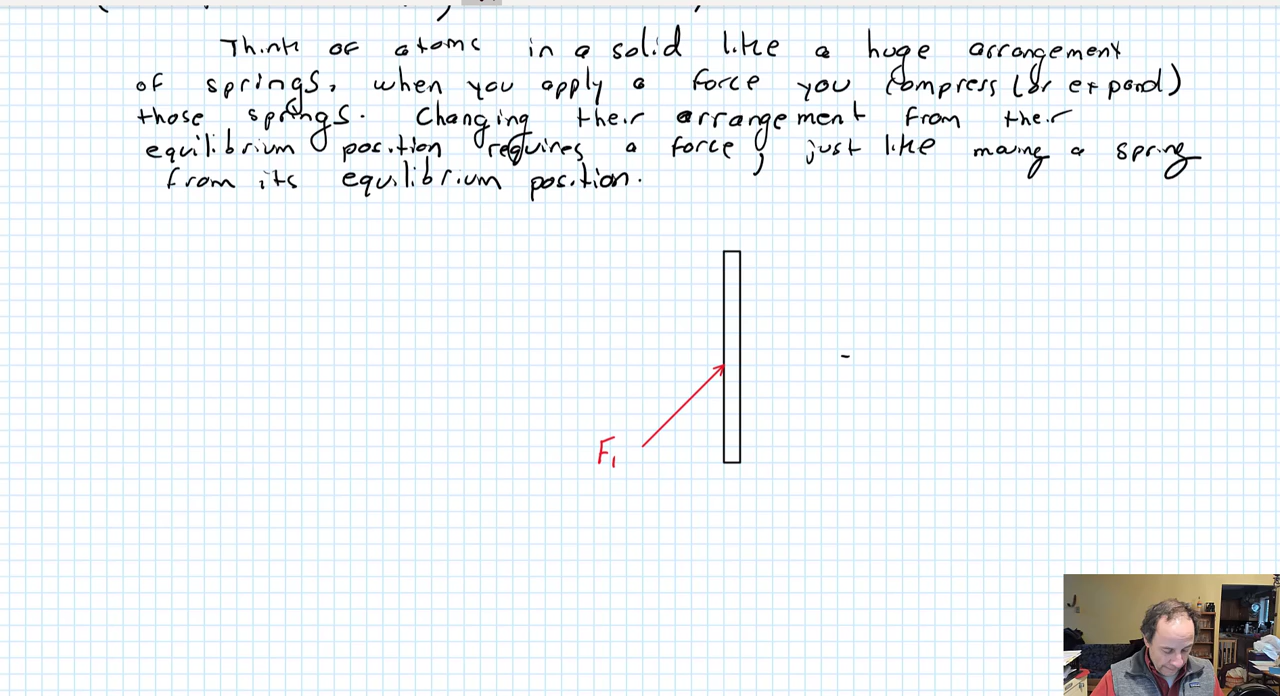 Think of atoms in a solid like a huge arrangement
of springs, when you apply a force you compress (or expand)
those springs. Changing their arrangement from their
equilibrium position requires a force, just like moving a spring
from its equilibrium position.
F₁